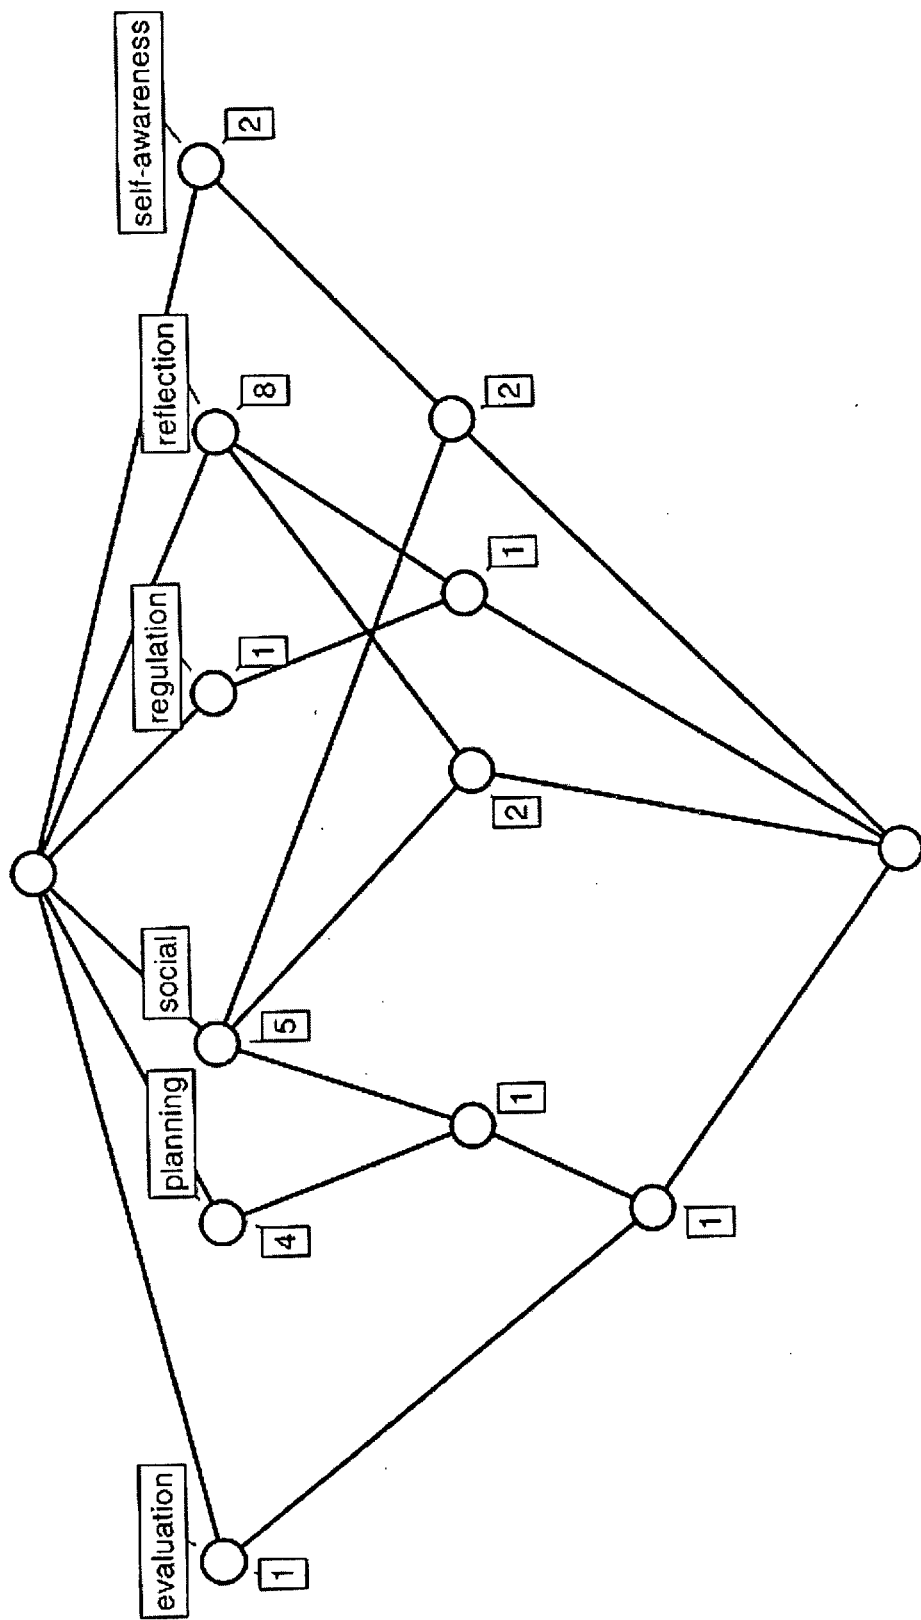 evaluation
planning
social
regulation
reflection
self-awareness
1
4
5
1
8
2
1
2
1
2
1